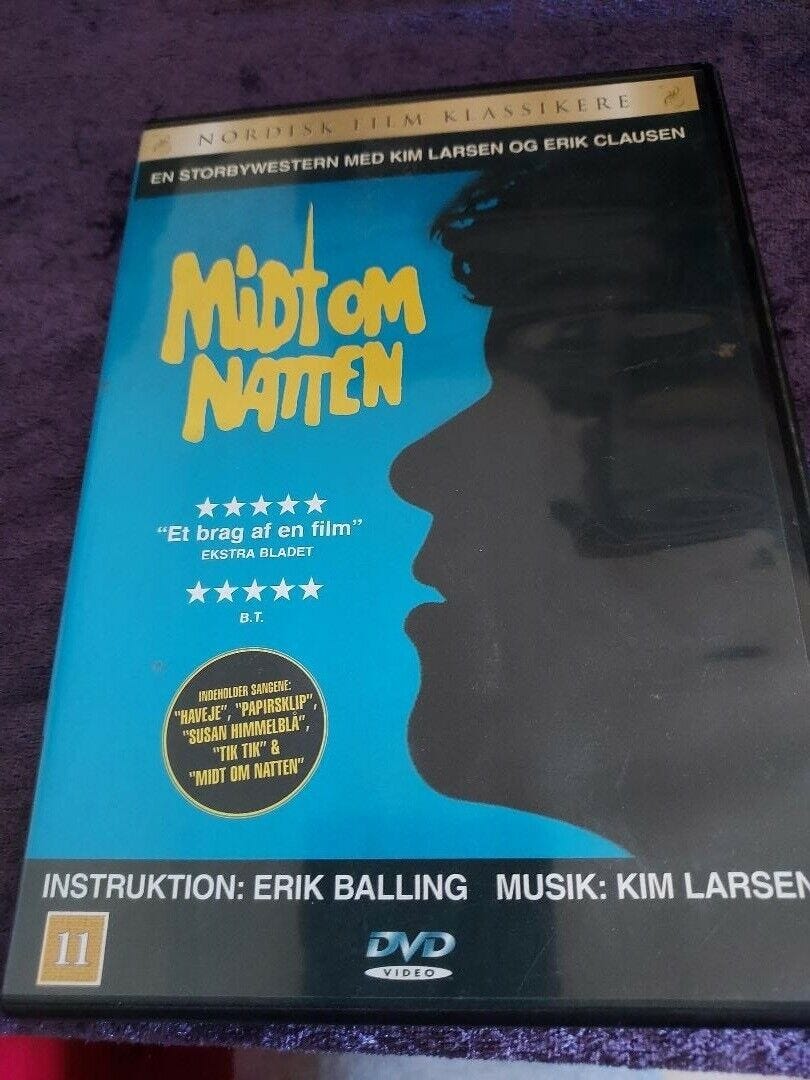 NORDISK FILM KLASSIKERE
EN STORBYWESTERN MED KIM LARSEN OG ERIK CLAUSEN
MiDT OM
NATTEN
"Et brag af en film"
EKSTRA BLADET
B.T.
INDEHOLDER SANGENE:
"HAVEJE", "PAPIRSKLIP",
"SUSAN HIMMELBLÅ",
"TIK TIK" &
"MIDT OM NATTEN"
INSTRUKTION: ERIK BALLING MUSIK: KIM LARSEN
11
DVD
VIDEO